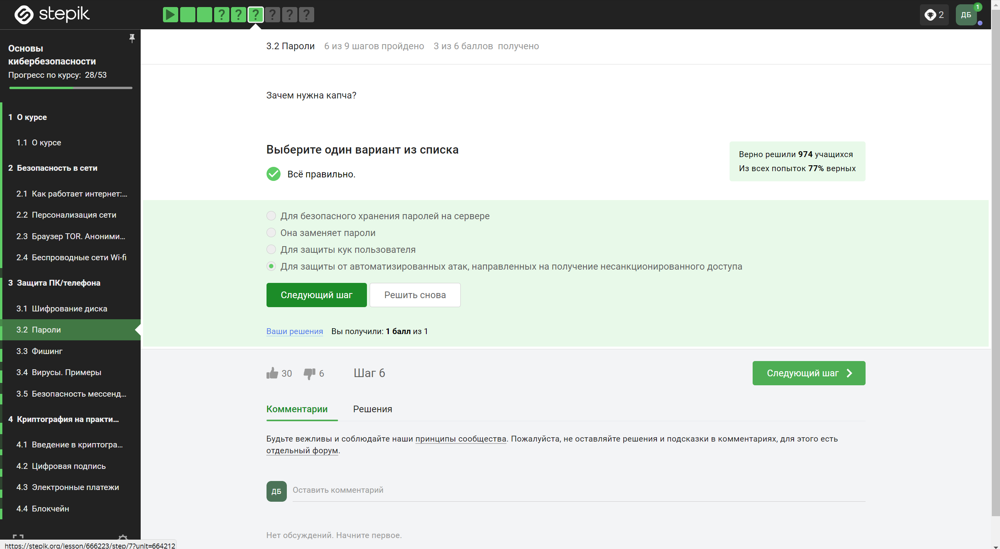 stepik
?
?
?
?
?
?
2
ДБ
1
Основы
кибербезопасности
Прогресс по курсу: 28/53
1 О курсе
1.1 О курсе
2 Безопасность в сети
2.1 Как работает интернет:...
2.2 Персонализация сети
2.3 Браузер TOR. Аноними...
2.4 Беспроводные сети Wi-fi
3 Защита ПК/телефона
3.1 Шифрование диска
3.2 Пароли
3.3 Фишинг
3.4 Вирусы. Примеры
3.5 Безопасность мессенд...
4 Криптография на практи...
4.1 Введение в криптогра...
4.2 Цифровая подпись
4.3 Электронные платежи
4.4 Блокчейн
https://stepik.org/lesson/666223/step/7?unit=664212
3.2 Пароли 6 из 9 шагов пройдено 3 из 6 баллов получено
Зачем нужна капча?
Выберите один вариант из списка
Всё правильно.
Верно решили 974 учащихся
Из всех попыток 77% верных
Для безопасного хранения паролей на сервере
Она заменяет пароли
Для защиты кук пользователя
Для защиты от автоматизированных атак, направленных на получение несанкционированного доступа
Следующий шаг
Решить снова
Ваши решения Вы получили: 1 балл из 1
30 6 Шаг 6
Следующий шаг
Комментарии Решения
Будьте вежливы и соблюдайте наши принципы сообщества. Пожалуйста, не оставляйте решения и подсказки в комментариях, для этого есть
отдельный форум.
ДБ
Оставить комментарий
Нет обсуждений. Начните первое.